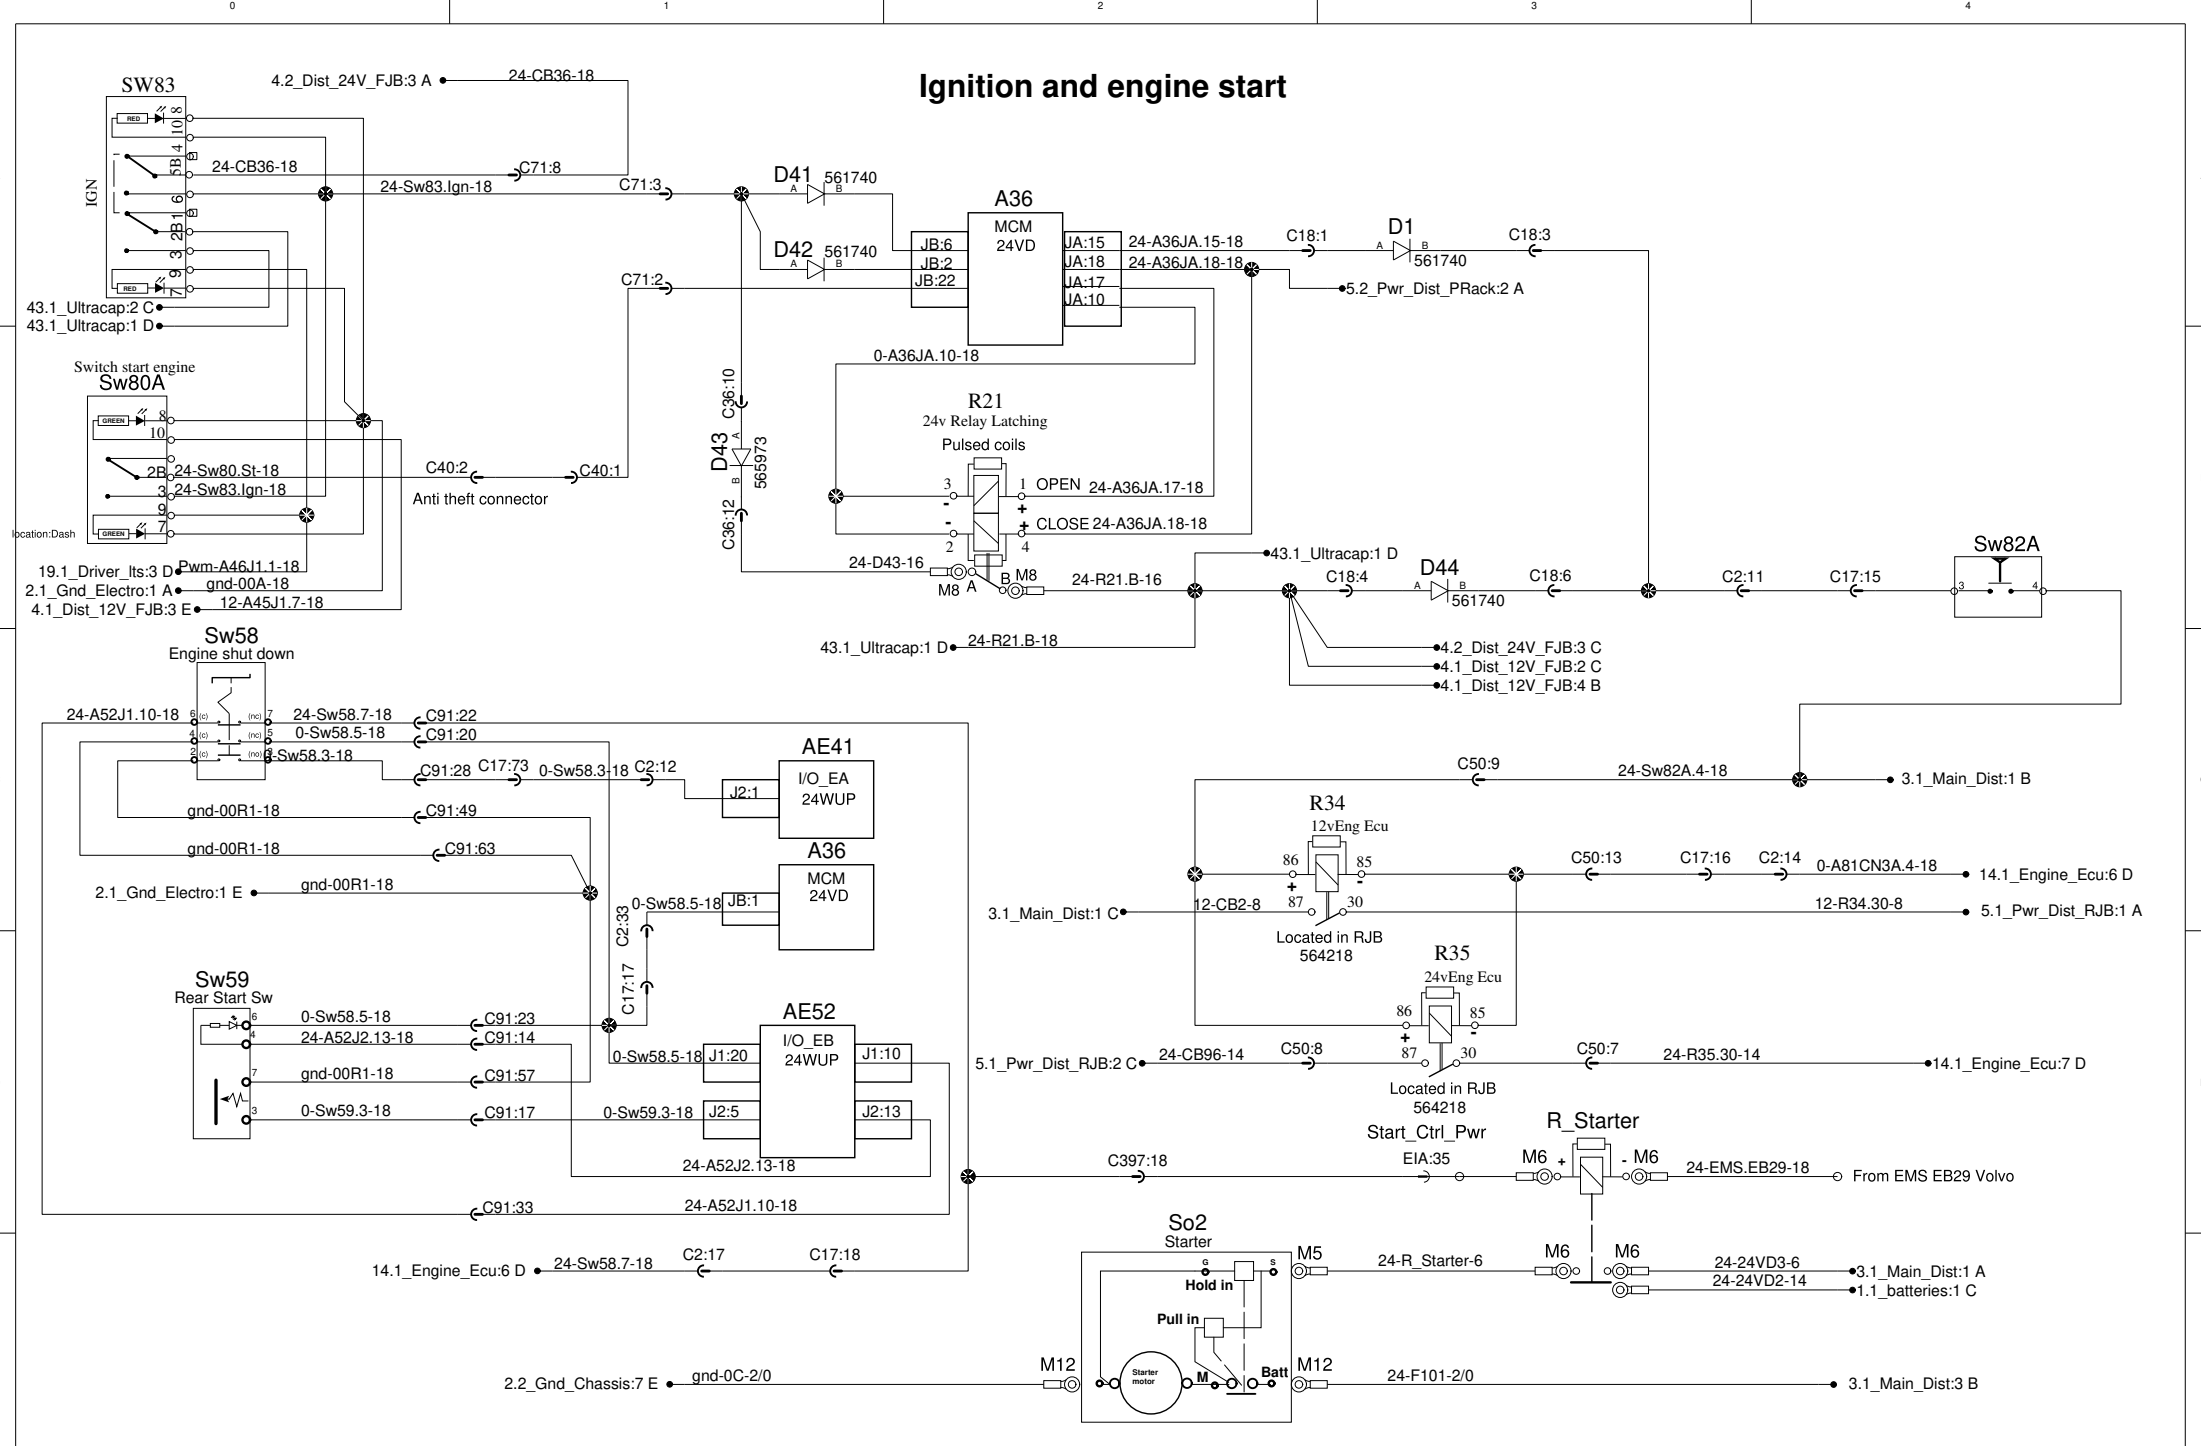 0 1 2 3 4
Ignition and engine start
4.2_Dist_24V_FJB:3 A 24-CB36-18
SW83
RED
8
10
4
5B
6
2B1
3
9
7
IGN
RED
24-CB36-18 C71:8
24-Sw83.Ign-18 C71:3
43.1_Ultracap:2 C
43.1_Ultracap:1 D
D41 A B 561740
D42 A B 561740
C71:2
A36
MCM
24VD
JB:6
JB:2
JB:22
JA:15 24-A36JA.15-18
JA:18 24-A36JA.18-18
JA:17
JA:10
C18:1
D1 A B 561740
C18:3
5.2_Pwr_Dist_PRack:2 A
0-A36JA.10-18
Switch start engine
Sw80A
GREEN 8
10
2B 24-Sw80.St-18
3 24-Sw83.Ign-18
9
GREEN 7
location:Dash
C40:2 C40:1
Anti theft connector
C36:10
D43 A B 565973
C36:12
R21
24v Relay Latching
Pulsed coils
3 1 OPEN 24-A36JA.17-18
- +
- + CLOSE 24-A36JA.18-18
2 4
24-D43-16
M8 A B M8
24-R21.B-16
43.1_Ultracap:1 D
C18:4
D44 A B 561740
C18:6
C2:11 C17:15
Sw82A
3 4
19.1_Driver_lts:3 D Pwm-A46J1.1-18
2.1_Gnd_Electro:1 A gnd-00A-18
4.1_Dist_12V_FJB:3 E 12-A45J1.7-18
43.1_Ultracap:1 D 24-R21.B-18
4.2_Dist_24V_FJB:3 C
4.1_Dist_12V_FJB:2 C
4.1_Dist_12V_FJB:4 B
Sw58
Engine shut down
24-A52J1.10-18 6 (c) (nc) 7 24-Sw58.7-18 C91:22
4 (c) (nc) 5 0-Sw58.5-18 C91:20
2 (c) (no) 3 0-Sw58.3-18
C91:28 C17:73 0-Sw58.3-18 C2:12
gnd-00R1-18 C91:49
gnd-00R1-18 C91:63
2.1_Gnd_Electro:1 E gnd-00R1-18
AE41
I/O_EA
24WUP
J2:1
A36
MCM
24VD
0-Sw58.5-18 JB:1
C2:33
C17:17
C50:9 24-Sw82A.4-18 3.1_Main_Dist:1 B
R34
12vEng Ecu
86 85
+ -
C50:13 C17:16 C2:14 0-A81CN3A.4-18 14.1_Engine_Ecu:6 D
3.1_Main_Dist:1 C 12-CB2-8 87 30 12-R34.30-8 5.1_Pwr_Dist_RJB:1 A
Located in RJB
564218
R35
24vEng Ecu
86 85
+ -
5.1_Pwr_Dist_RJB:2 C 24-CB96-14 C50:8 87 30 C50:7 24-R35.30-14 14.1_Engine_Ecu:7 D
Located in RJB
564218
Sw59
Rear Start Sw
6 0-Sw58.5-18 C91:23
4 24-A52J2.13-18 C91:14
7 gnd-00R1-18 C91:57
3 0-Sw59.3-18 C91:17
AE52
I/O_EB
24WUP
0-Sw58.5-18 J1:20 J1:10
0-Sw59.3-18 J2:5 J2:13
24-A52J2.13-18
C91:33 24-A52J1.10-18
14.1_Engine_Ecu:6 D 24-Sw58.7-18 C2:17 C17:18
C397:18
Start_Ctrl_Pwr
EIA:35
R_Starter
M6 + - M6
24-EMS.EB29-18 From EMS EB29 Volvo
So2
Starter
G S
Hold in
Pull in
Starter
motor
M
Batt
M5 24-R_Starter-6 M6 M6
24-24VD3-6 3.1_Main_Dist:1 A
24-24VD2-14 1.1_batteries:1 C
2.2_Gnd_Chassis:7 E gnd-0C-2/0 M12
M12 24-F101-2/0 3.1_Main_Dist:3 B